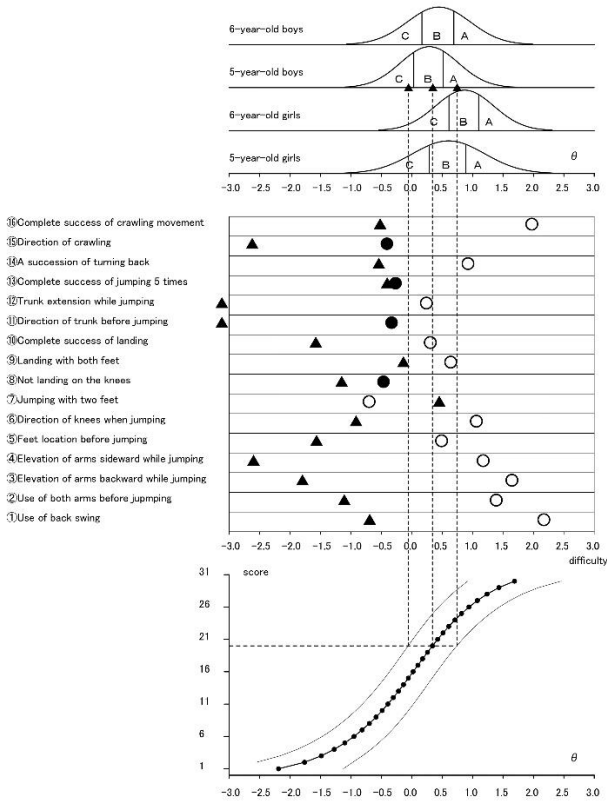 6-year-old boys
C B A
5-year-old boys
C B A
6-year-old girls
C B A
5-year-old girls
C B A θ
-3.0 -2.5 -2.0 -1.5 -1.0 -0.5 0.0 0.5 1.0 1.5 2.0 2.5 3.0
⑯Complete success of crawling movement
⑮Direction of crawling
⑭A succession of turning back
⑬Complete success of jumping 5 times
⑫Trunk extension while jumping
⑪Direction of trunk before jumping
⑩Complete success of landing
⑨Landing with both feet
⑧Not landing on the knees
⑦Jumping with two feet
⑥Direction of knees when jumping
⑤Feet location before jumping
④Elevation of arms sideward while jumping
③Elevation of arms backward while jumping
②Use of both arms before jupmping
①Use of back swing
-3.0 -2.5 -2.0 -1.5 -1.0 -0.5 0.0 0.5 1.0 1.5 2.0 2.5 3.0
difficulty
score
31
26
21
16
11
6
1
θ
-3.0 -2.5 -2.0 -1.5 -1.0 -0.5 0.0 0.5 1.0 1.5 2.0 2.5 3.0